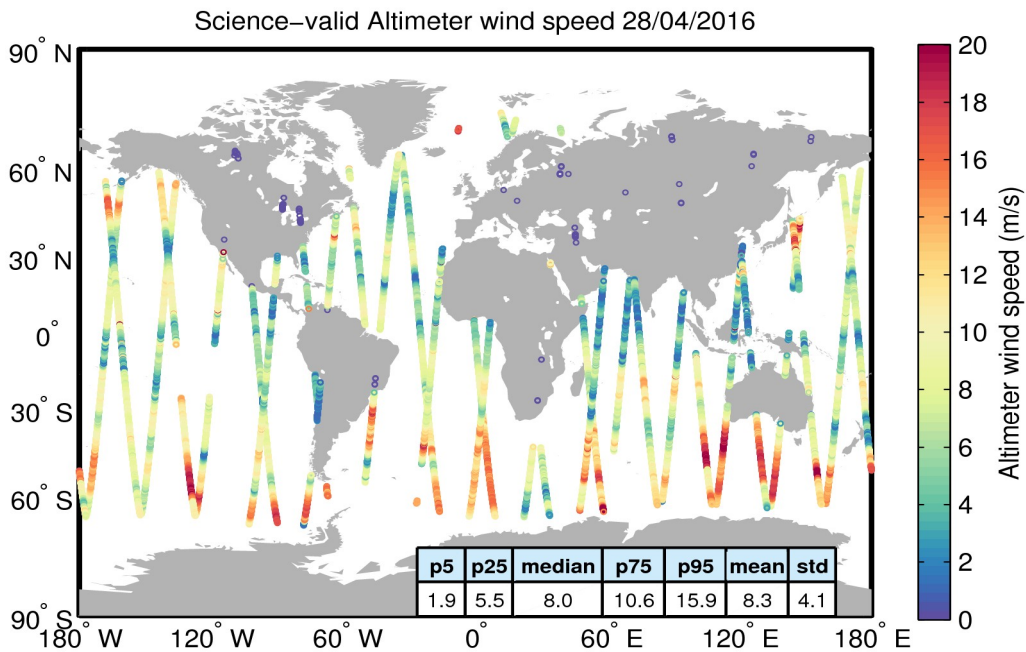 Science-valid Altimeter wind speed 28/04/2016
90° N
60° N
30° N
0°
30° S
60° S
90° S
180° W
120° W
60° W
0°
60° E
120° E
180° E
p5 p25 median p75 p95 mean std
1.9 5.5 8.0 10.6 15.9 8.3 4.1
20
18
16
14
12
10
8
6
4
2
0
Altimeter wind speed (m/s)